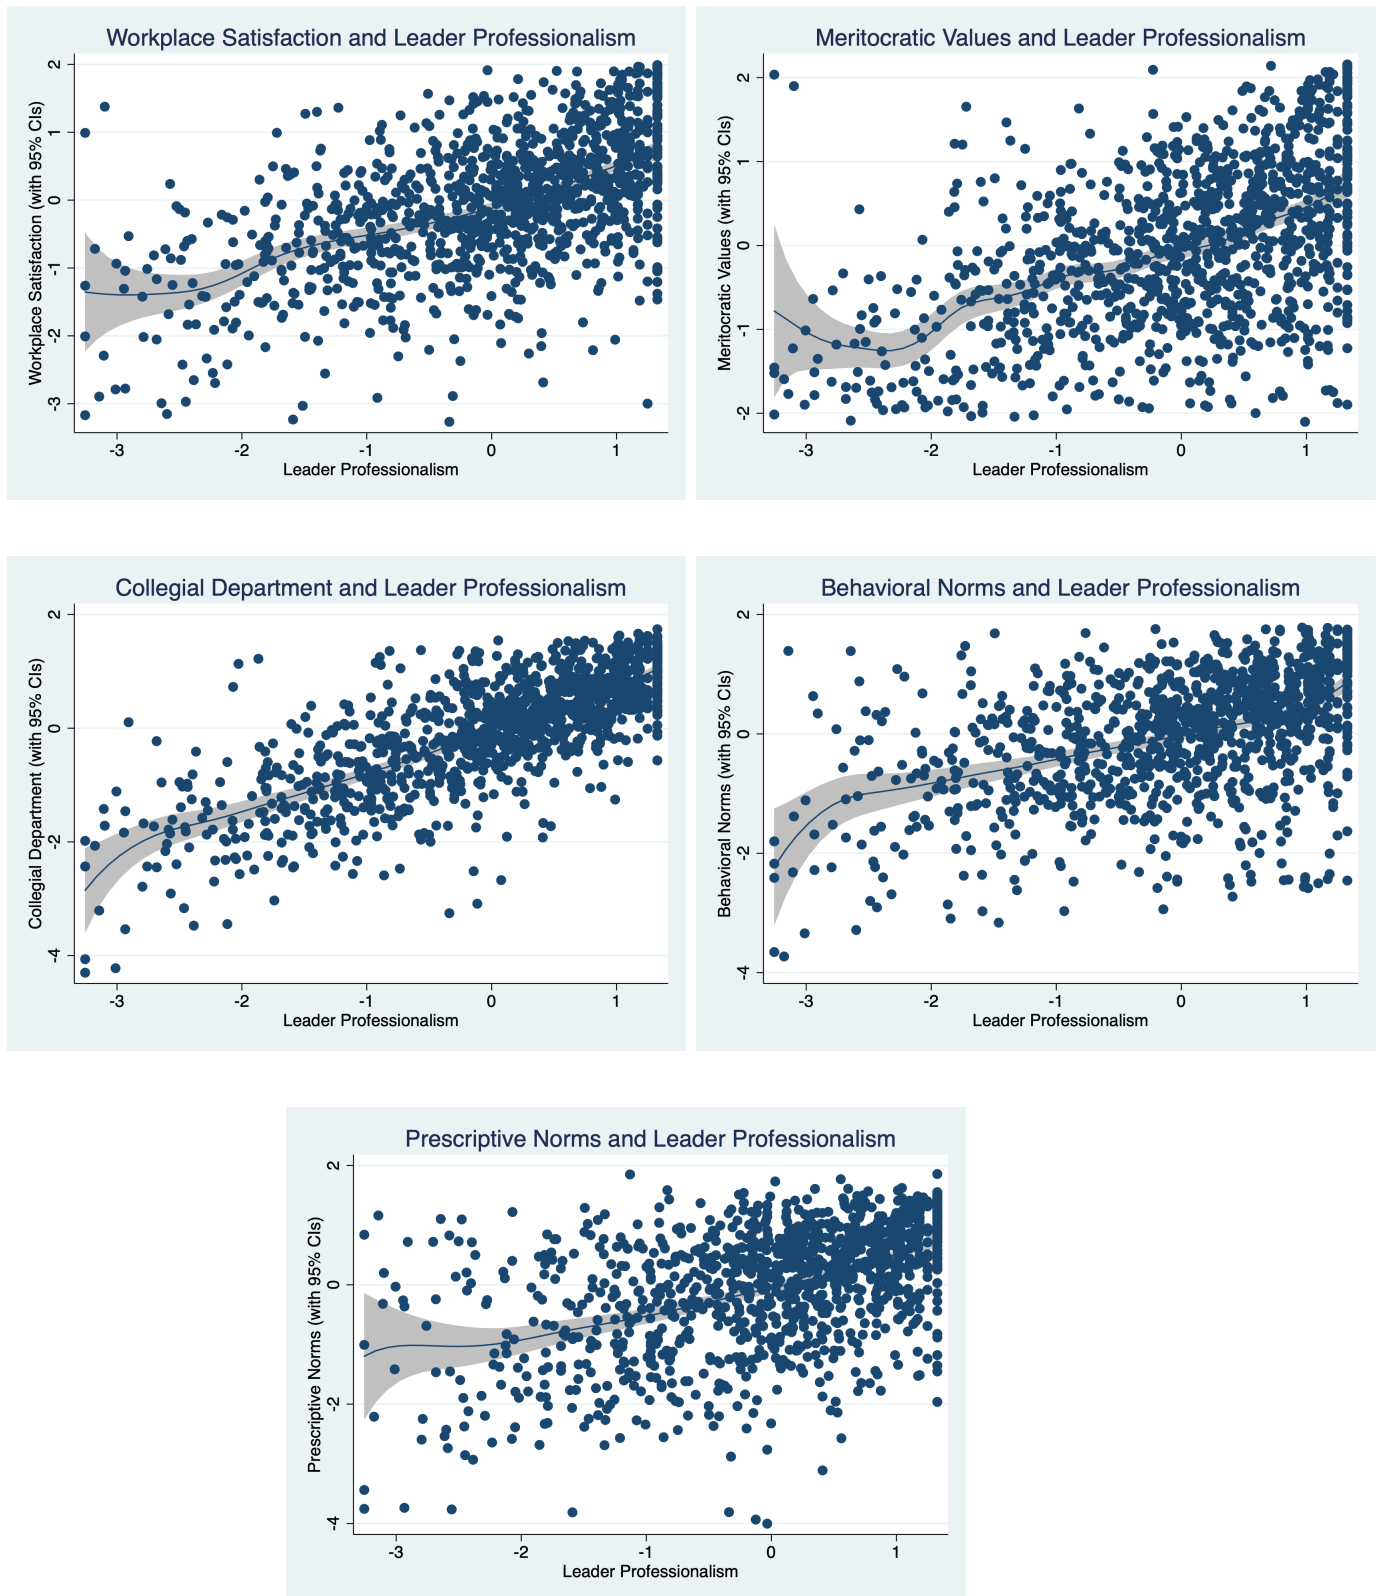 Workplace Satisfaction and Leader Professionalism
Workplace Satisfaction (with 95% CIs)
2
1
0
-1
-2
-3
-3 -2 -1 0 1
Leader Professionalism
Meritocratic Values and Leader Professionalism
Meritocratic Values (with 95% CIs)
2
1
0
-1
-2
-3 -2 -1 0 1
Leader Professionalism
Collegial Department and Leader Professionalism
Collegial Department (with 95% CIs)
2
0
-2
-4
-3 -2 -1 0 1
Leader Professionalism
Behavioral Norms and Leader Professionalism
Behavioral Norms (with 95% CIs)
2
0
-2
-4
-3 -2 -1 0 1
Leader Professionalism
Prescriptive Norms and Leader Professionalism
Prescriptive Norms (with 95% CIs)
2
0
-2
-4
-3 -2 -1 0 1
Leader Professionalism